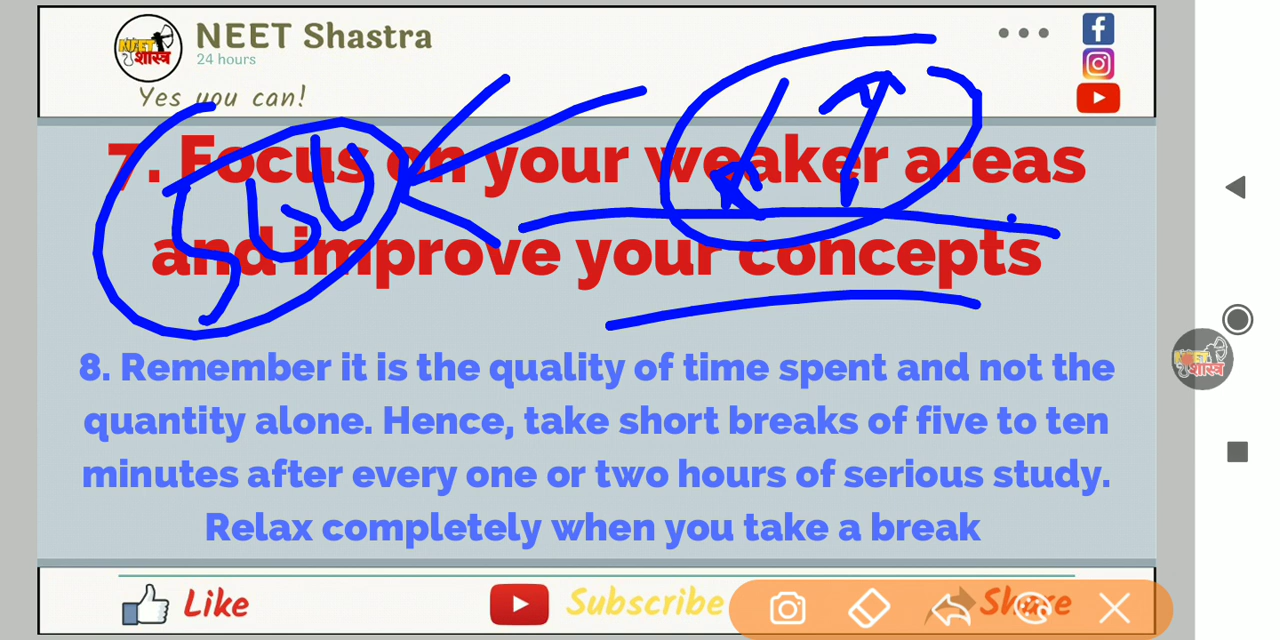 NEET शास्त्र
NEET Shastra
24 hours
Yes you can!
7. Focus on your weaker areas
and improve your concepts
8. Remember it is the quality of time spent and not the
quantity alone. Hence, take short breaks of five to ten
minutes after every one or two hours of serious study.
Relax completely when you take a break
NEET शास्त्र
Like
Subscribe
Share